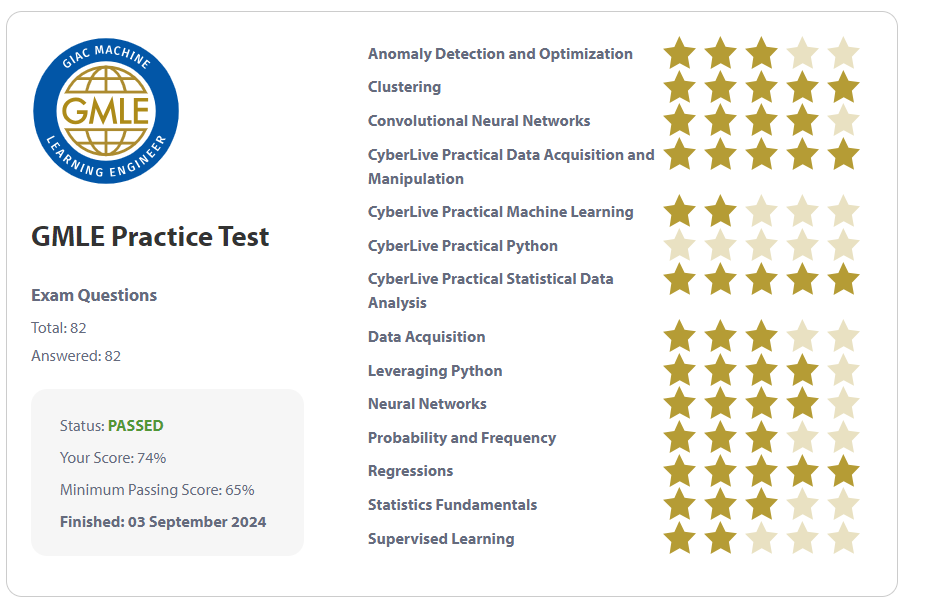 GIAC MACHINE
GMLE
LEARNING ENGINEER
GMLE Practice Test
Exam Questions
Total: 82
Answered: 82
Status: PASSED
Your Score: 74%
Minimum Passing Score: 65%
Finished: 03 September 2024
Anomaly Detection and Optimization
Clustering
Convolutional Neural Networks
CyberLive Practical Data Acquisition and
Manipulation
CyberLive Practical Machine Learning
CyberLive Practical Python
CyberLive Practical Statistical Data
Analysis
Data Acquisition
Leveraging Python
Neural Networks
Probability and Frequency
Regressions
Statistics Fundamentals
Supervised Learning